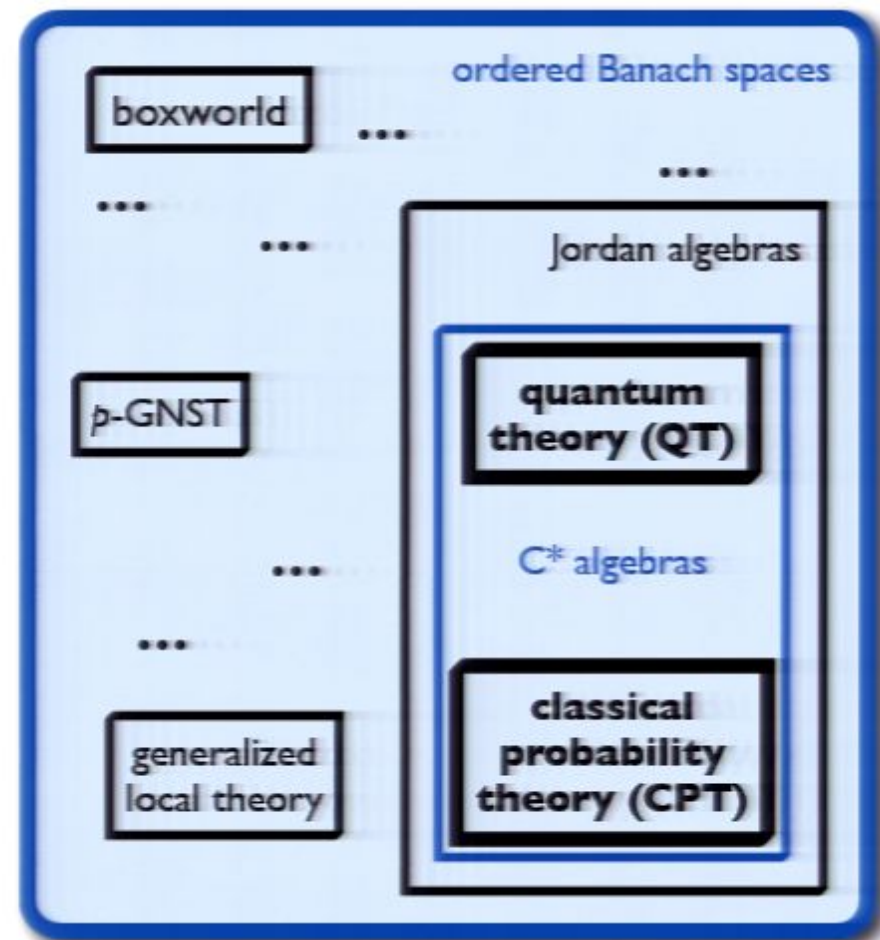 ordered Banach spaces
boxworld
...
...
...
...
Jordan algebras
quantum
theory (QT)
p-GNST
C* algebras
...
...
classical
probability
theory (CPT)
generalized
local theory